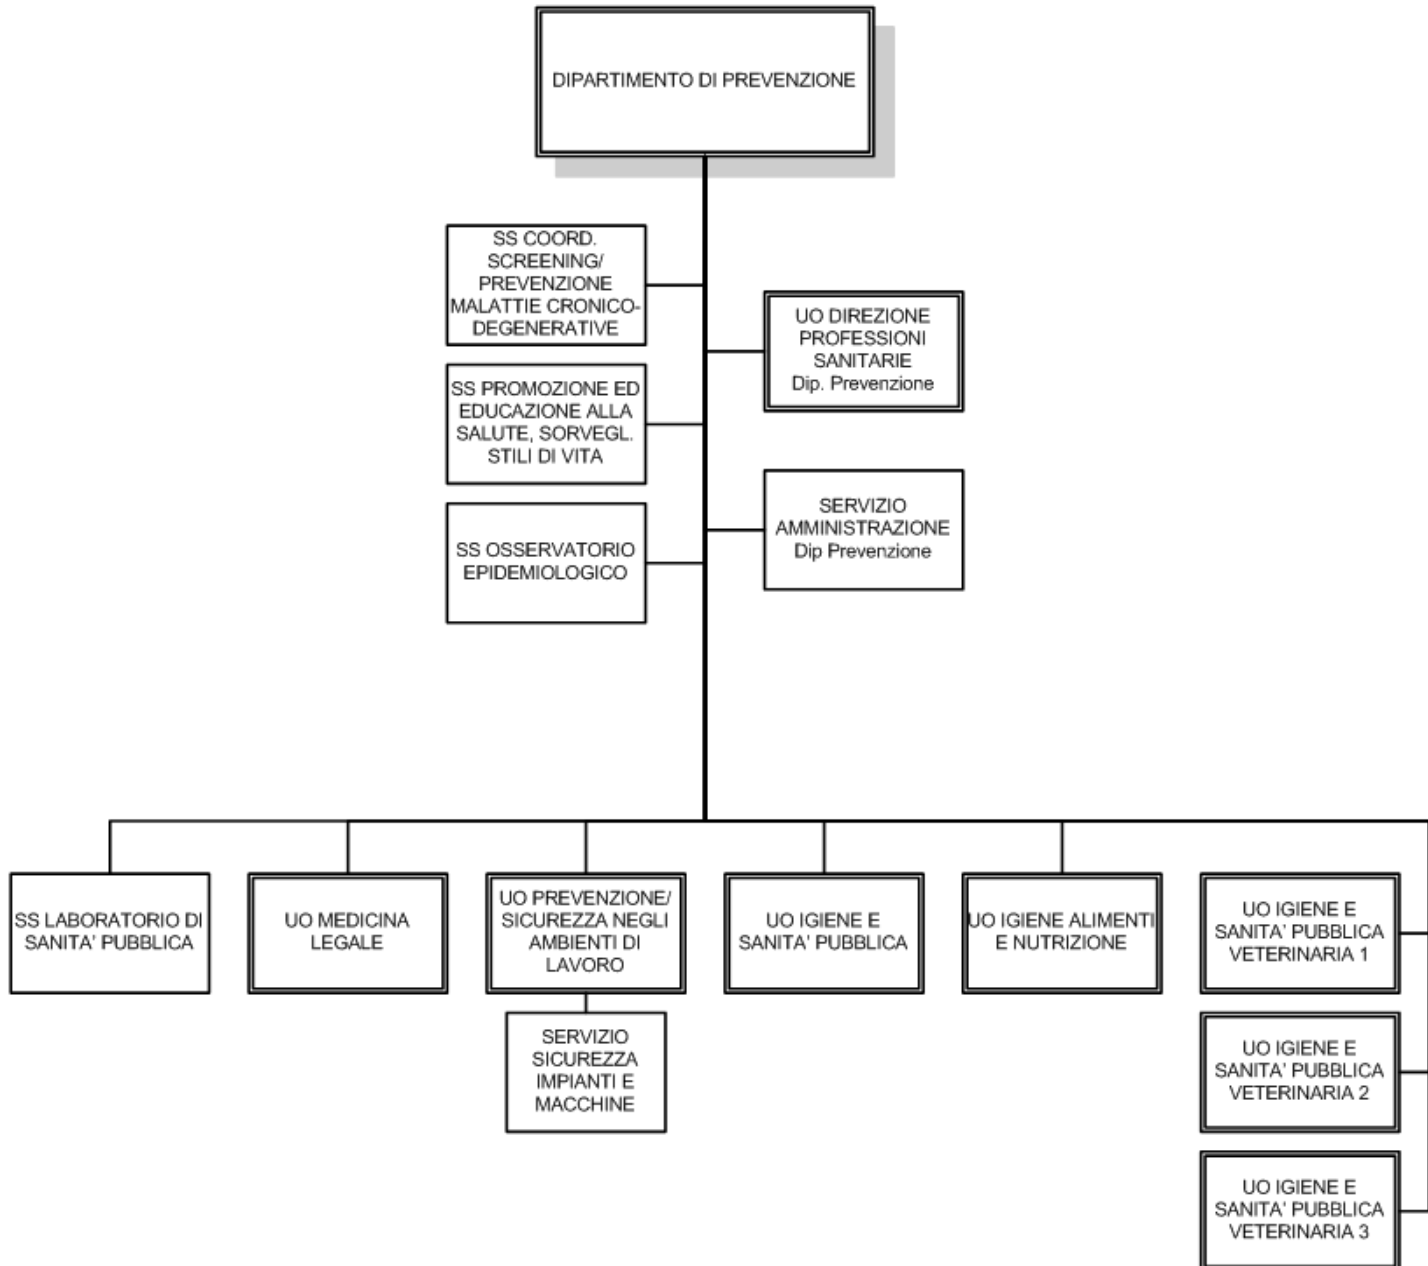 DIPARTIMENTO DI PREVENZIONE
SS COORD.
SCREENING/
PREVENZIONE
MALATTIE CRONICO-
DEGENERATIVE
UO DIREZIONE
PROFESSIONI
SANITARIE
Dip. Prevenzione
SS PROMOZIONE ED
EDUCAZIONE ALLA
SALUTE, SORVEGL.
STILI DI VITA
SERVIZIO
AMMINISTRAZIONE
Dip Prevenzione
SS OSSERVATORIO
EPIDEMIOLOGICO
SS LABORATORIO DI
SANITA' PUBBLICA
UO MEDICINA
LEGALE
UO PREVENZIONE/
SICUREZZA NEGLI
AMBIENTI DI
LAVORO
UO IGIENE E
SANITA' PUBBLICA
UO IGIENE ALIMENTI
E NUTRIZIONE
UO IGIENE E
SANITA' PUBBLICA
VETERINARIA 1
SERVIZIO
SICUREZZA
IMPIANTI E
MACCHINE
UO IGIENE E
SANITA' PUBBLICA
VETERINARIA 2
UO IGIENE E
SANITA' PUBBLICA
VETERINARIA 3